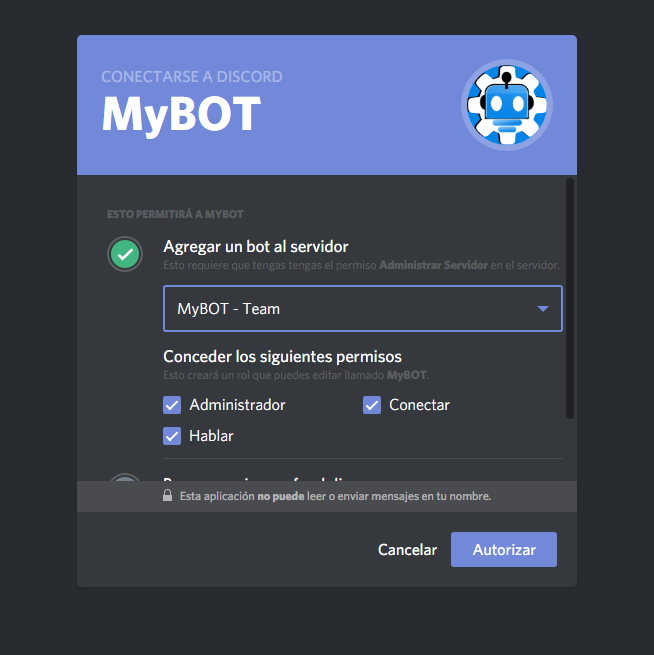 CONECTARSE A DISCORD
MyBOT
ESTO PERMITIRÁ A MYBOT
Agregar un bot al servidor
Esto requiere que tengas tengas el permiso Administrar Servidor en el servidor.
MyBOT - Team
Conceder los siguientes permisos
Esto creará un rol que puedes editar llamado MyBOT.
Administrador
Conectar
Hablar
Esta aplicación no puede leer o enviar mensajes en tu nombre.
Cancelar
Autorizar